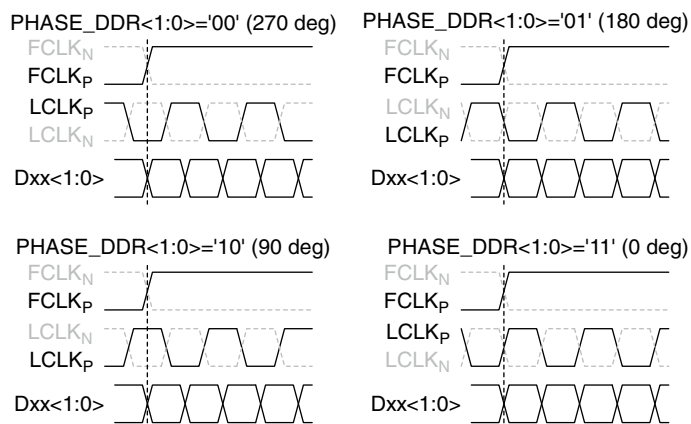 PHASE_DDR<1:0>='00' (270 deg)
FCLKN
FCLKP
LCLKP
LCLKN
Dxx<1:0>
PHASE_DDR<1:0>='01' (180 deg)
FCLKN
FCLKP
LCLKN
LCLKP
Dxx<1:0>
PHASE_DDR<1:0>='10' (90 deg)
FCLKN
FCLKP
LCLKN
LCLKP
Dxx<1:0>
PHASE_DDR<1:0>='11' (0 deg)
FCLKN
FCLKP
LCLKP
LCLKN
Dxx<1:0>